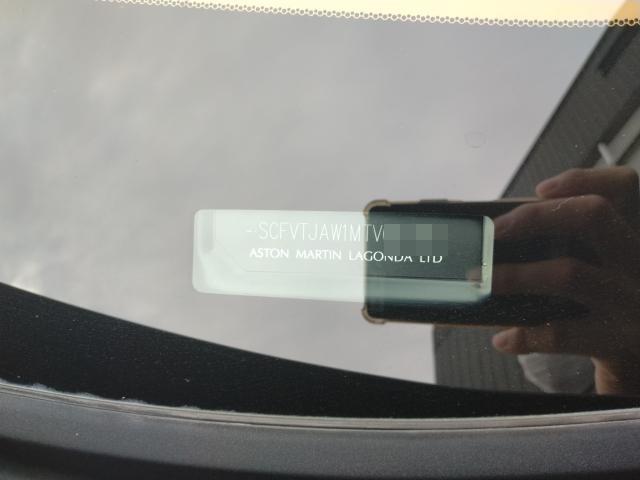 -SCFVTJAW1MTV
ASTON MARTIN LAGONDA LTD